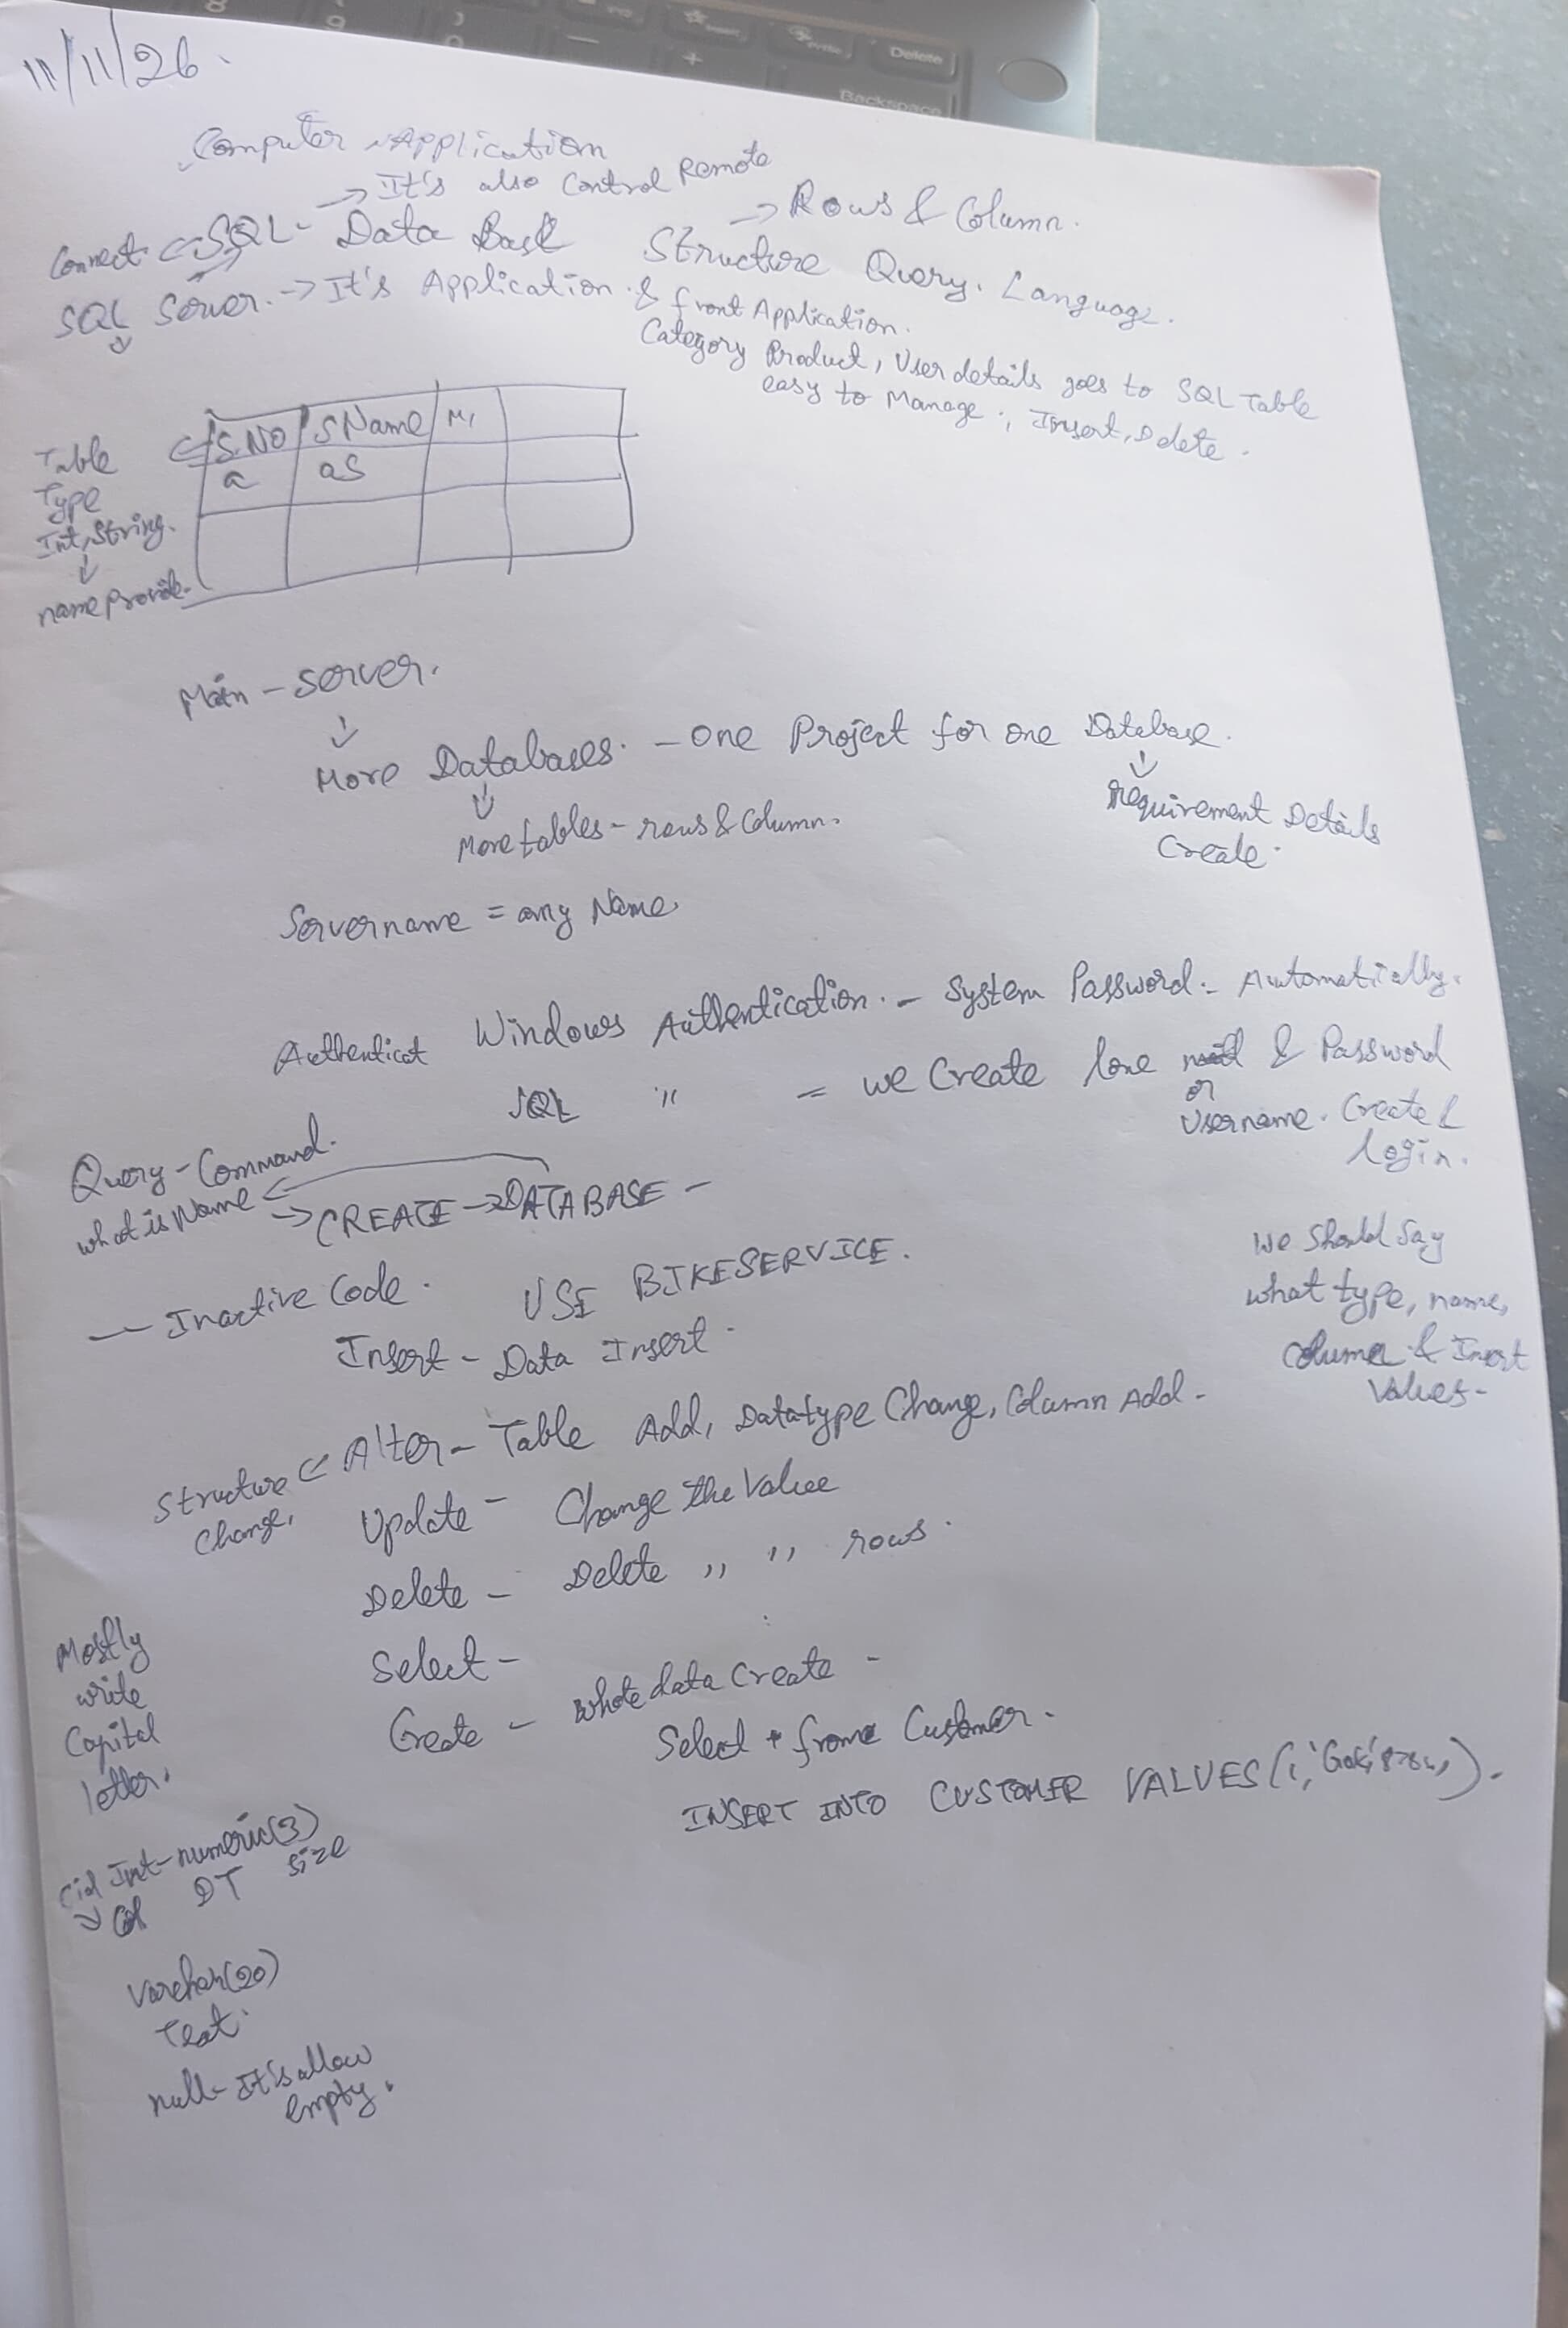 11/11/26.
Computer Application
→ It's also Control Remote
Connect ← SQL - Data Base Structure Query. Language.
→ Rows & Column.
SQL Server. → It's Application & front Application.
Category Product, User details goes to SQL Table
easy to Manage ., Insert, Delete.
S.NO SName M1
a as
Table
Type
Int, String.
name Provide.
Main - Server.
More Databases. - one Project for one Database.
More tables - rows & Column.
Requirement Details
Create.
Servername = any Name
Authenticat Windows Authentication. - System Password - Automatically.
SQL " = we Create & Password
or
Username. Create &
login.
Query - Command.
what is Name → CREATE → DATABASE -
-- Inactive Code. USE BIKESERVICE.
Insert - Data Insert.
We Should Say
what type, name,
Column & Insert
Values -
Structure
Change, ← Alter - Table Add, Datatype Change, Column Add -
Update - Change the Value
Delete - Delete " " rows.
Select -
Create - whole data Create -
Select * from Customer.
INSERT INTO CUSTOMER VALUES (1,
Mostly
write
Capital
letter.
Cid Int - numeric(3)
Col DT Size
Varchar(20)
Text.
null - It's allow
empty.